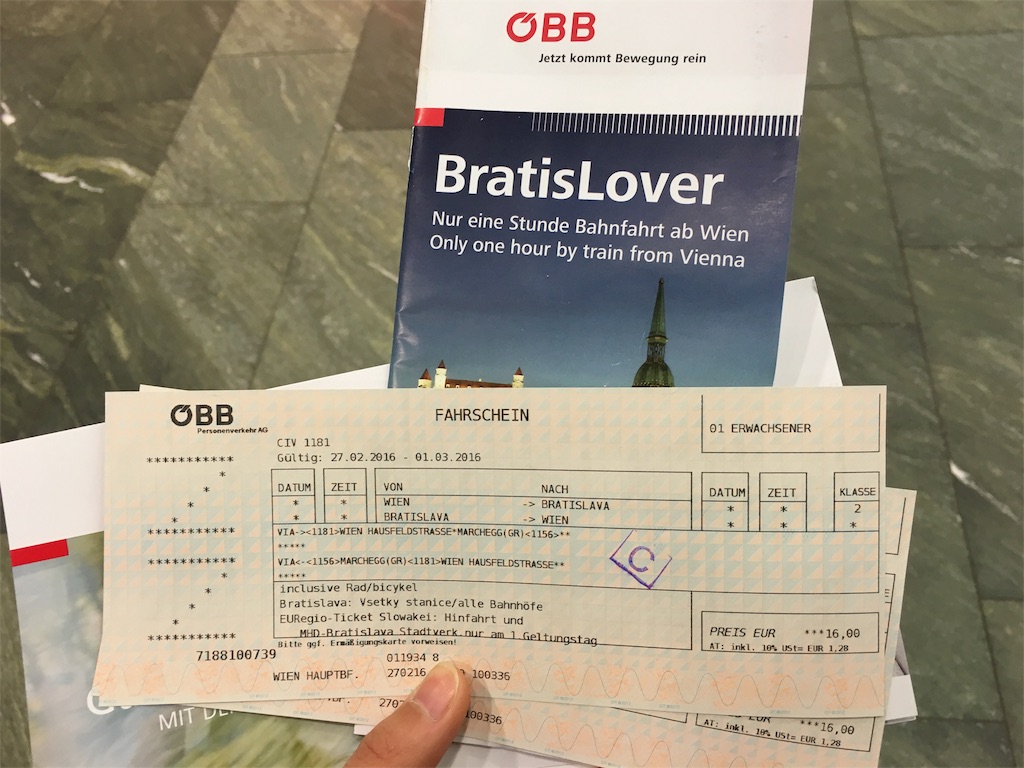 ÖBB
Jetzt kommt Bewegung rein
BratisLover
Nur eine Stunde Bahnfahrt ab Wien
Only one hour by train from Vienna
ÖBB
Personenverkehr AG
FAHRSCHEIN
01 ERWACHSENER
CIV 1181
Gültig: 27.02.2016 - 01.03.2016
***********
*
*
*
*
***********
DATUM ZEIT VON NACH DATUM ZEIT KLASSE
* * WIEN -> BRATISLAVA * * 2
* * BRATISLAVA -> WIEN * * *
VIA-><1181>WIEN HAUSFELDSTRASSE*MARCHEGG(GR)<1156>**
*****
C
***********
VIA<-<1156>MARCHEGG(GR)<1181>WIEN HAUSFELDSTRASSE**
*****
*
*
*
*
***********
inclusive Rad/bicykel
Bratislava: Vsetky stanice/alle Bahnhöfe
EURegio-Ticket Slowakei: Hinfahrt und
MHD-Bratislava Stadtverk.nur am 1 Geltungstag
Bitte ggf. Ermäßigungskarte vorweisen!
PREIS EUR ***16,00
AT: inkl. 10% USt= EUR 1,28
7188100739
011934 8
WIEN HAUPTBF. 270216 100336
100336
***16,00
AT: inkl. 10% USt= EUR 1,28